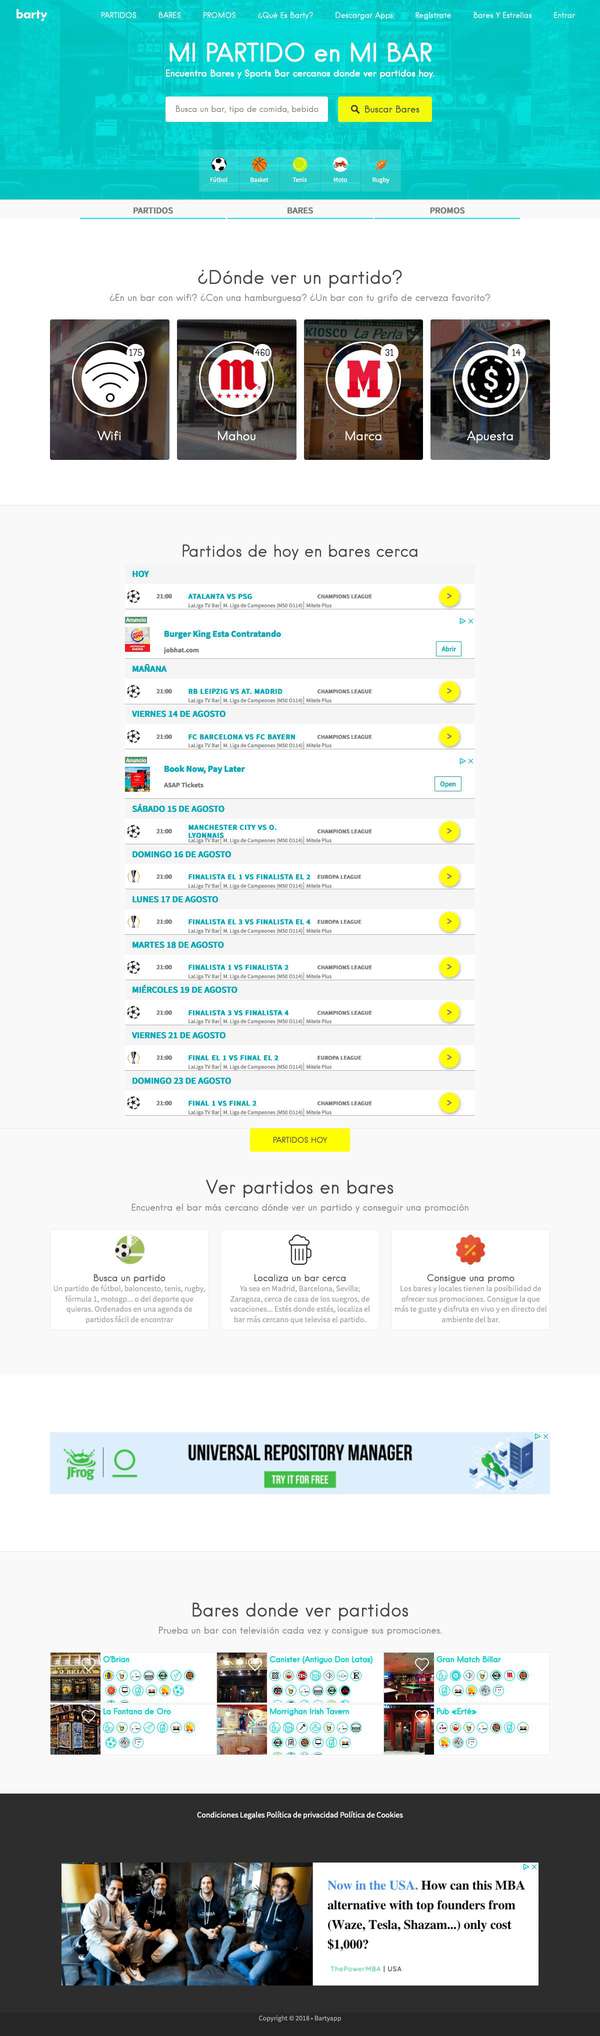 barty
PARTIDOS BARES PROMOS ¿Qué Es Barty? Descargar Apps Regístrate Bares Y Estrellas Entrar
MI PARTIDO en MI BAR
Encuentra Bares y Sports Bar cercanos donde ver partidos hoy.
Busca un bar, tipo de comida, bebido
Buscar Bares
Fútbol Basket Tenis Moto Rugby
PARTIDOS BARES PROMOS
¿Dónde ver un partido?
¿En un bar con wifi? ¿Con una hamburguesa? ¿Un bar con tu grifo de cerveza favorito?
175 460 31 14
KIOSCO La Perla
Wifi Mahou Marca Apuesta
Partidos de hoy en bares cerca
HOY
21:00 ATALANTA VS PSG CHAMPIONS LEAGUE >
LaLiga TV Bar| M. Liga de Campeones (M50 O114)| Mitele Plus
Anuncio
Burger King Esta Contratando
jobhat.com
Abrir
MAÑANA
21:00 RB LEIPZIG VS AT. MADRID CHAMPIONS LEAGUE >
LaLiga TV Bar| M. Liga de Campeones (M50 O114)| Mitele Plus
VIERNES 14 DE AGOSTO
21:00 FC BARCELONA VS FC BAYERN CHAMPIONS LEAGUE >
LaLiga TV Bar| M. Liga de Campeones (M50 O114)| Mitele Plus
Anuncio
Book Now, Pay Later
ASAP Tickets
Open
SÁBADO 15 DE AGOSTO
21:00 MANCHESTER CITY VS O. LYONNAIS CHAMPIONS LEAGUE >
LaLiga TV Bar| M. Liga de Campeones (M50 O114)| Mitele Plus
DOMINGO 16 DE AGOSTO
21:00 FINALISTA EL 1 VS FINALISTA EL 2 EUROPA LEAGUE >
LaLiga TV Bar| M. Liga de Campeones (M50 O114)| Mitele Plus
LUNES 17 DE AGOSTO
21:00 FINALISTA EL 3 VS FINALISTA EL 4 EUROPA LEAGUE >
LaLiga TV Bar| M. Liga de Campeones (M50 O114)| Mitele Plus
MARTES 18 DE AGOSTO
21:00 FINALISTA 1 VS FINALISTA 2 CHAMPIONS LEAGUE >
LaLiga TV Bar| M. Liga de Campeones (M50 O114)| Mitele Plus
MIÉRCOLES 19 DE AGOSTO
21:00 FINALISTA 3 VS FINALISTA 4 CHAMPIONS LEAGUE >
LaLiga TV Bar| M. Liga de Campeones (M50 O114)| Mitele Plus
VIERNES 21 DE AGOSTO
21:00 FINAL EL 1 VS FINAL EL 2 EUROPA LEAGUE >
LaLiga TV Bar| M. Liga de Campeones (M50 O114)| Mitele Plus
DOMINGO 23 DE AGOSTO
21:00 FINAL 1 VS FINAL 2 CHAMPIONS LEAGUE >
LaLiga TV Bar| M. Liga de Campeones (M50 O114)| Mitele Plus
PARTIDOS HOY
Ver partidos en bares
Encuentra el bar más cercano dónde ver un partido y conseguir una promoción
Busca un partido
Un partido de fútbol, baloncesto, tenis, rugby,
fórmula 1, motogp... o del deporte que
quieras. Ordenados en una agenda de
partidos fácil de encontrar
Localiza un bar cerca
Ya sea en Madrid, Barcelona, Sevilla;
Zaragoza, cerca de casa de los suegros, de
vacaciones... Estés donde estés, localiza el
bar más cercano que televisa el partido.
Consigue una promo
Los bares y locales tienen la posibilidad de
ofrecer sus promociones. Consigue la que
más te guste y disfruta en vivo y en directo del
ambiente del bar.
JFrog
UNIVERSAL REPOSITORY MANAGER
TRY IT FOR FREE
Bares donde ver partidos
Prueba un bar con televisión cada vez y consigue sus promociones.
O'Brian Canister (Antiguo Don Latas) Gran Match Billar
La Fontana de Oro Morrighan Irish Tavern Pub «Erté»
Condiciones Legales Política de privacidad Política de Cookies
Now in the USA. How can this MBA
alternative with top founders from
(Waze, Tesla, Shazam...) only cost
$1,000?
ThePowerMBA | USA
Copyright © 2018 • Bartyapp